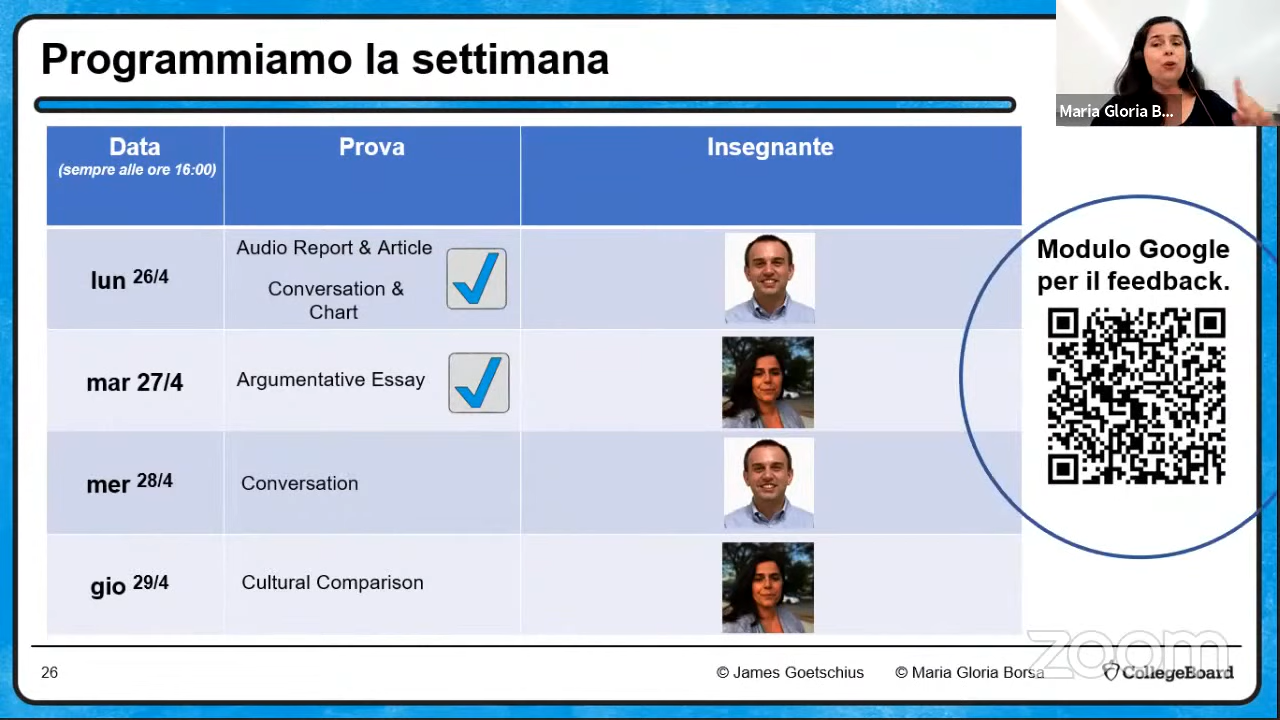 Programmiamo la settimana
Maria Gloria B...
Data
(sempre alle ore 16:00)
Prova
Insegnante
lun 26/4
Audio Report & Article
Conversation &
Chart
mar 27/4
Argumentative Essay
mer 28/4
Conversation
gio 29/4
Cultural Comparison
Modulo Google
per il feedback.
zoom
26
© James Goetschius
© Maria Gloria Borsa
CollegeBoard